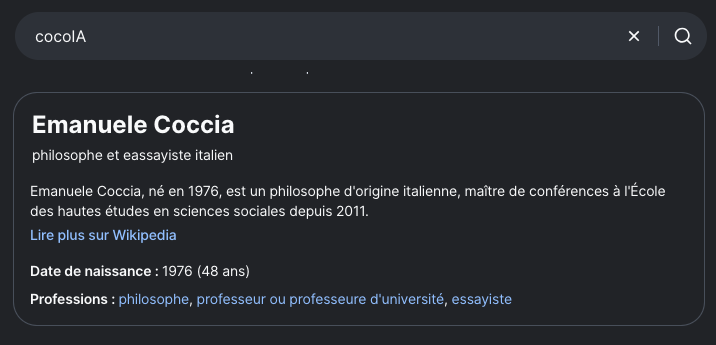 cocoIA
Emanuele Coccia
philosophe et eassayiste italien
Emanuele Coccia, né en 1976, est un philosophe d'origine italienne, maître de conférences à l'École
des hautes études en sciences sociales depuis 2011.
Lire plus sur Wikipedia
Date de naissance : 1976 (48 ans)
Professions : philosophe, professeur ou professeure d'université, essayiste